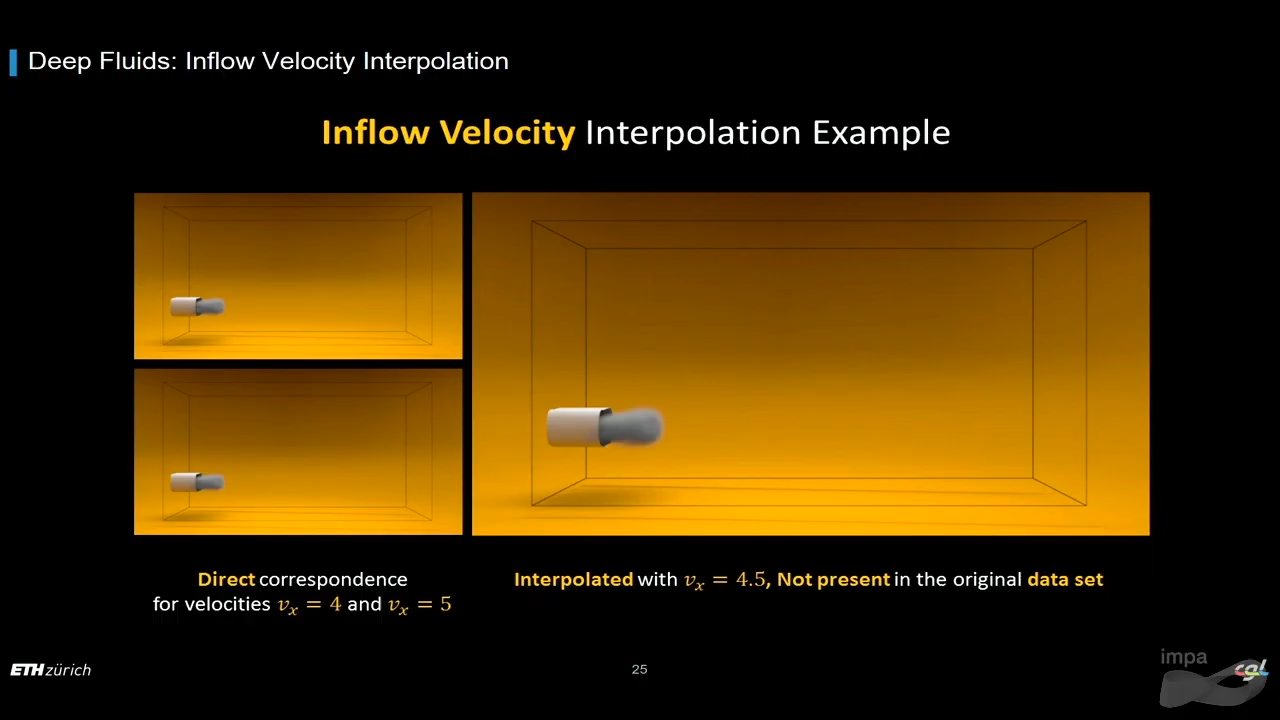 Deep Fluids: Inflow Velocity Interpolation
Inflow Velocity Interpolation Example
Direct correspondence
for velocities vₓ = 4 and vₓ = 5
Interpolated with vₓ = 4.5, Not present in the original data set
ETH zürich
25
impa
cgl